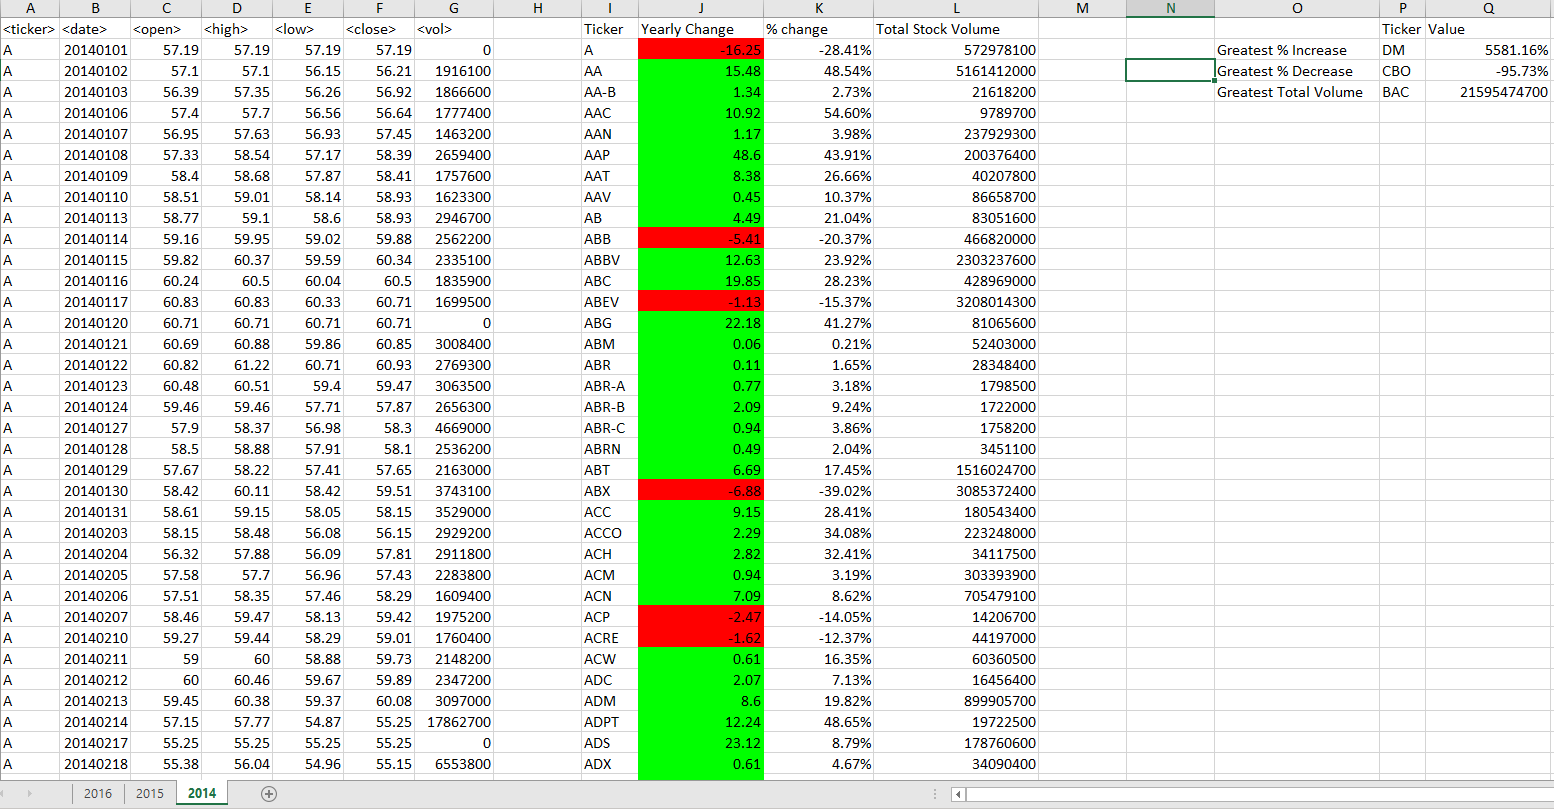 A B C D E F G H I J K L M N O P Q
<ticker> <date> <open> <high> <low> <close> <vol> Ticker Yearly Change % change Total Stock Volume Ticker Value
A 20140101 57.19 57.19 57.19 57.19 0 A -16.25 -28.41% 572978100 Greatest % Increase DM 5581.16%
A 20140102 57.1 57.1 56.15 56.21 1916100 AA 15.48 48.54% 5161412000 Greatest % Decrease CBO -95.73%
A 20140103 56.39 57.35 56.26 56.92 1866600 AA-B 1.34 2.73% 21618200 Greatest Total Volume BAC 21595474700
A 20140106 57.4 57.7 56.56 56.64 1777400 AAC 10.92 54.60% 9789700
A 20140107 56.95 57.63 56.93 57.45 1463200 AAN 1.17 3.98% 237929300
A 20140108 57.33 58.54 57.17 58.39 2659400 AAP 48.6 43.91% 200376400
A 20140109 58.4 58.68 57.87 58.41 1757600 AAT 8.38 26.66% 40207800
A 20140110 58.51 59.01 58.14 58.93 1623300 AAV 0.45 10.37% 86658700
A 20140113 58.77 59.1 58.6 58.93 2946700 AB 4.49 21.04% 83051600
A 20140114 59.16 59.95 59.02 59.88 2562200 ABB -5.41 -20.37% 466820000
A 20140115 59.82 60.37 59.59 60.34 2335100 ABBV 12.63 23.92% 2303237600
A 20140116 60.24 60.5 60.04 60.5 1835900 ABC 19.85 28.23% 428969000
A 20140117 60.83 60.83 60.33 60.71 1699500 ABEV -1.13 -15.37% 3208014300
A 20140120 60.71 60.71 60.71 60.71 0 ABG 22.18 41.27% 81065600
A 20140121 60.69 60.88 59.86 60.85 3008400 ABM 0.06 0.21% 52403000
A 20140122 60.82 61.22 60.71 60.93 2769300 ABR 0.11 1.65% 28348400
A 20140123 60.48 60.51 59.4 59.47 3063500 ABR-A 0.77 3.18% 1798500
A 20140124 59.46 59.46 57.71 57.87 2656300 ABR-B 2.09 9.24% 1722000
A 20140127 57.9 58.37 56.98 58.3 4669000 ABR-C 0.94 3.86% 1758200
A 20140128 58.5 58.88 57.91 58.1 2536200 ABRN 0.49 2.04% 3451100
A 20140129 57.67 58.22 57.41 57.65 2163000 ABT 6.69 17.45% 1516024700
A 20140130 58.42 60.11 58.42 59.51 3743100 ABX -6.88 -39.02% 3085372400
A 20140131 58.61 59.15 58.05 58.15 3529000 ACC 9.15 28.41% 180543400
A 20140203 58.15 58.48 56.08 56.15 2929200 ACCO 2.29 34.08% 223248000
A 20140204 56.32 57.88 56.09 57.81 2911800 ACH 2.82 32.41% 34117500
A 20140205 57.58 57.7 56.96 57.43 2283800 ACM 0.94 3.19% 303393900
A 20140206 57.51 58.35 57.46 58.29 1609400 ACN 7.09 8.62% 705479100
A 20140207 58.46 59.47 58.13 59.42 1975200 ACP -2.47 -14.05% 14206700
A 20140210 59.27 59.44 58.29 59.01 1760400 ACRE -1.62 -12.37% 44197000
A 20140211 59 60 58.88 59.73 2148200 ACW 0.61 16.35% 60360500
A 20140212 60 60.46 59.67 59.89 2347200 ADC 2.07 7.13% 16456400
A 20140213 59.45 60.38 59.37 60.08 3097000 ADM 8.6 19.82% 899905700
A 20140214 57.15 57.77 54.87 55.25 17862700 ADPT 12.24 48.65% 19722500
A 20140217 55.25 55.25 55.25 55.25 0 ADS 23.12 8.79% 178760600
A 20140218 55.38 56.04 54.96 55.15 6553800 ADX 0.61 4.67% 34090400
2016 2015 2014